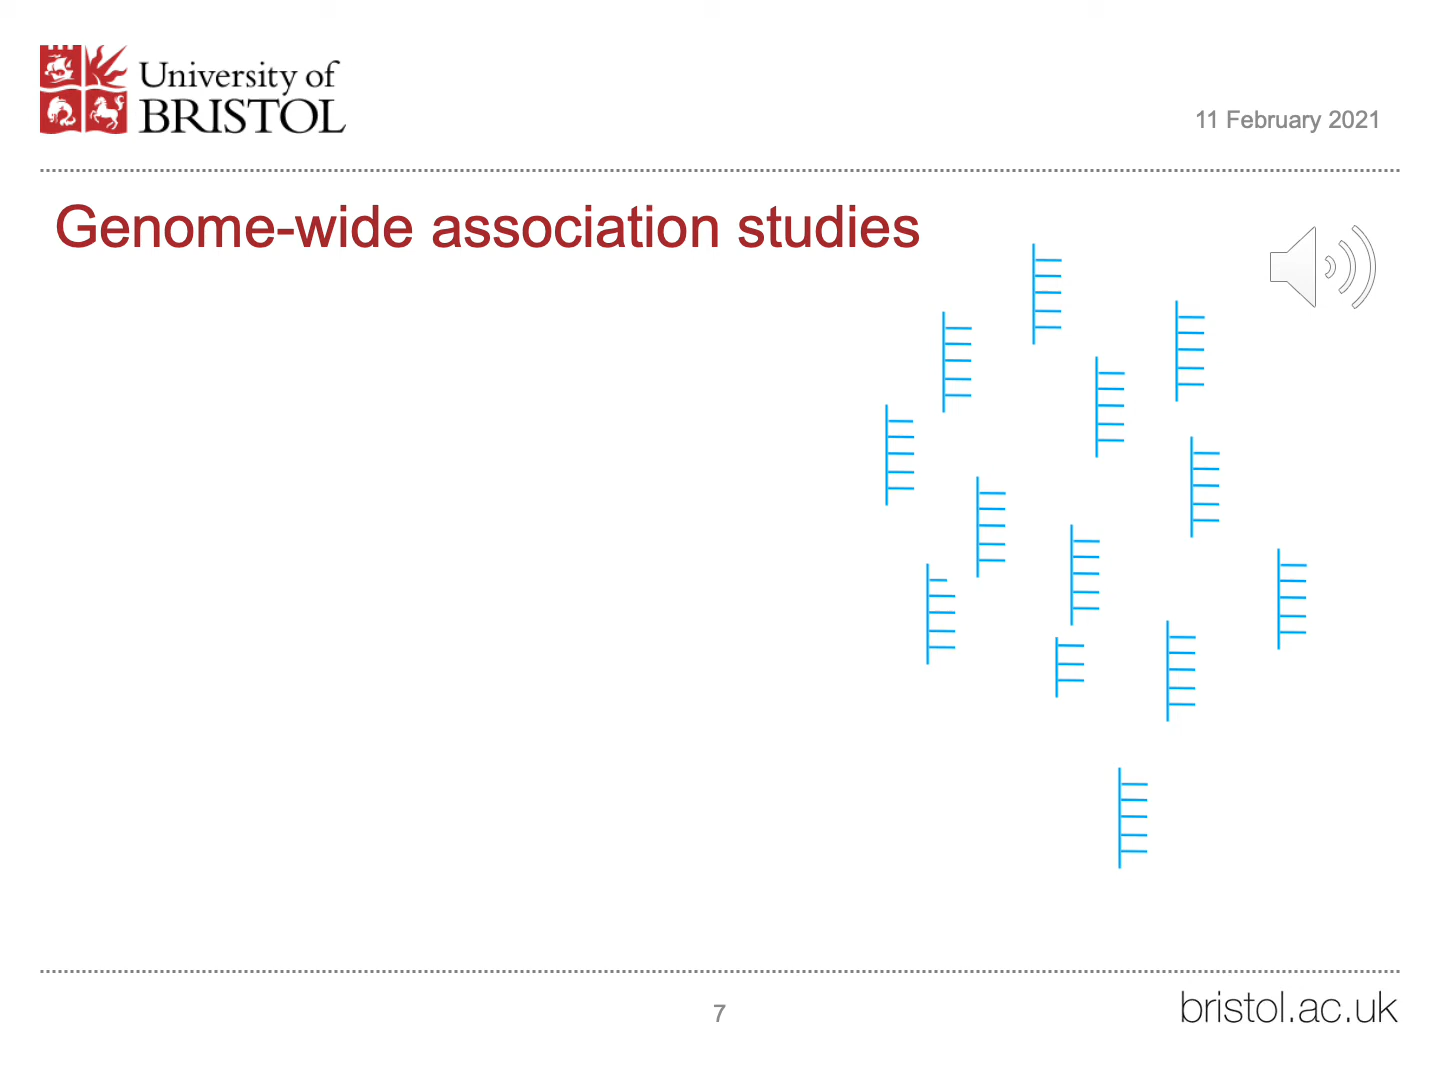 University of
BRISTOL
11 February 2021
Genome-wide association studies
7
bristol.ac.uk